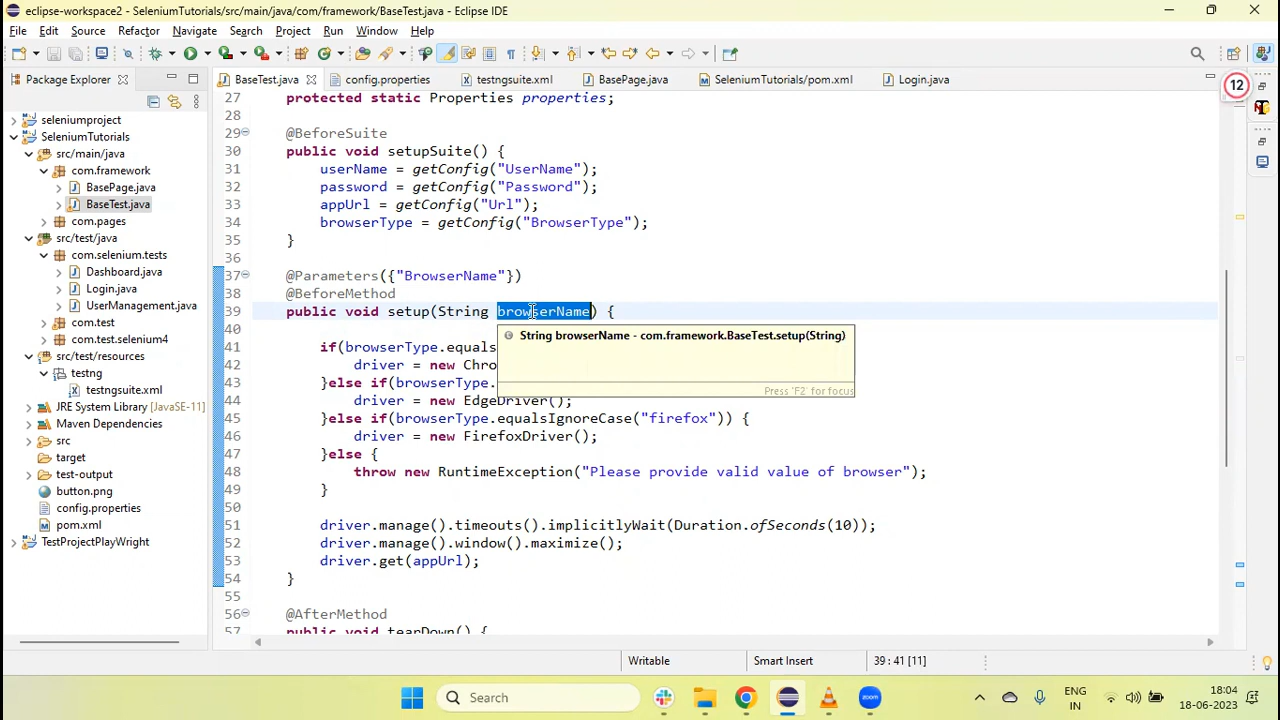 eclipse-workspace2 - SeleniumTutorials/src/main/java/com/framework/BaseTest.java - Eclipse IDE
File Edit Source Refactor Navigate Search Project Run Window Help
Package Explorer
BaseTest.java config.properties testngsuite.xml BasePage.java SeleniumTutorials/pom.xml Login.java
12
seleniumproject
SeleniumTutorials
src/main/java
com.framework
BasePage.java
BaseTest.java
com.pages
src/test/java
com.selenium.tests
Dashboard.java
Login.java
UserManagement.java
com.test
com.test.selenium4
src/test/resources
testng
testngsuite.xml
JRE System Library [JavaSE-11]
Maven Dependencies
src
target
test-output
button.png
config.properties
pom.xml
TestProjectPlayWright
27 protected static Properties properties;
28
29 @BeforeSuite
30 public void setupSuite() {
31 userName = getConfig("UserName");
32 password = getConfig("Password");
33 appUrl = getConfig("Url");
34 browserType = getConfig("BrowserType");
35 }
36
37 @Parameters({"BrowserName"})
38 @BeforeMethod
39 public void setup(String browserName) {
40
String browserName - com.framework.BaseTest.setup(String)
41 if(browserType.equals
42 driver = new Chro
43 }else if(browserType.
Press 'F2' for focus
44 driver = new EdgeDriver();
45 }else if(browserType.equalsIgnoreCase("firefox")) {
46 driver = new FirefoxDriver();
47 }else {
48 throw new RuntimeException("Please provide valid value of browser");
49 }
50
51 driver.manage().timeouts().implicitlyWait(Duration.ofSeconds(10));
52 driver.manage().window().maximize();
53 driver.get(appUrl);
54 }
55
56 @AfterMethod
57 public void tearDown() {
Writable Smart Insert 39 : 41 [11]
Search
ENG
IN
18:04
18-06-2023